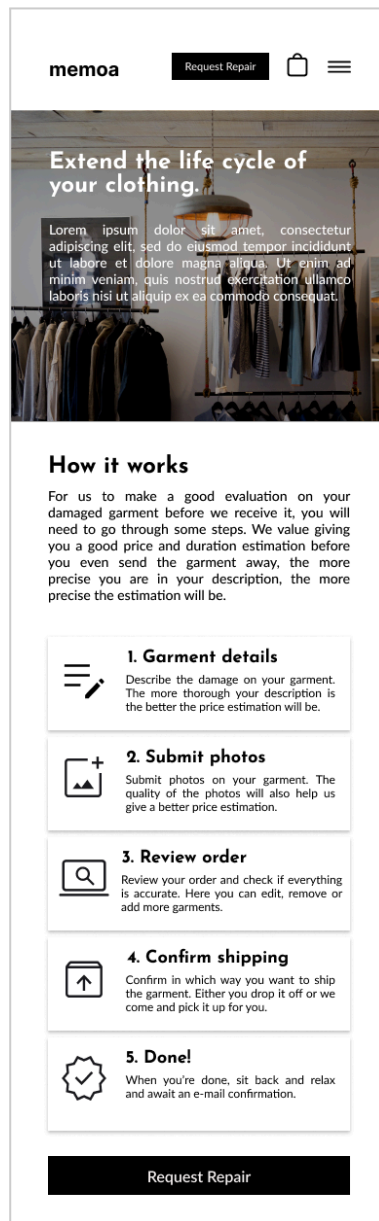 memoa
Request Repair
Extend the life cycle of
your clothing.
Lorem ipsum dolor sit amet, consectetur
adipiscing elit, sed do eiusmod tempor incididunt
ut labore et dolore magna aliqua. Ut enim ad
minim veniam, quis nostrud exercitation ullamco
laboris nisi ut aliquip ex ea commodo consequat.
How it works
For us to make a good evaluation on your
damaged garment before we receive it, you will
need to go through some steps. We value giving
you a good price and duration estimation before
you even send the garment away, the more
precise you are in your description, the more
precise the estimation will be.
1. Garment details
Describe the damage on your garment.
The more thorough your description is
the better the price estimation will be.
2. Submit photos
Submit photos on your garment. The
quality of the photos will also help us
give a better price estimation.
3. Review order
Review your order and check if everything
is accurate. Here you can edit, remove or
add more garments.
4. Confirm shipping
Confirm in which way you want to ship
the garment. Either you drop it off or we
come and pick it up for you.
5. Done!
When you’re done, sit back and relax
and await an e-mail confirmation.
Request Repair